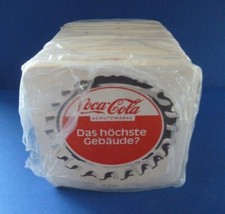 Coca-Cola
SCHUTZMARKE
Das höchste
Gebäude?